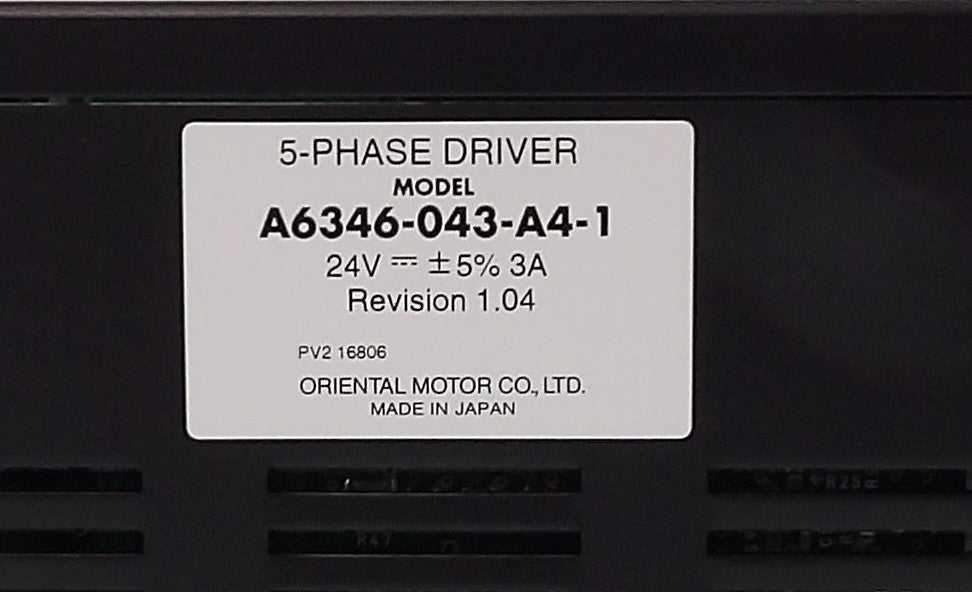 5-PHASE DRIVER
MODEL
A6346-043-A4-1
24V ⎓ ±5% 3A
Revision 1.04
PV2 16806
ORIENTAL MOTOR CO., LTD.
MADE IN JAPAN
R47